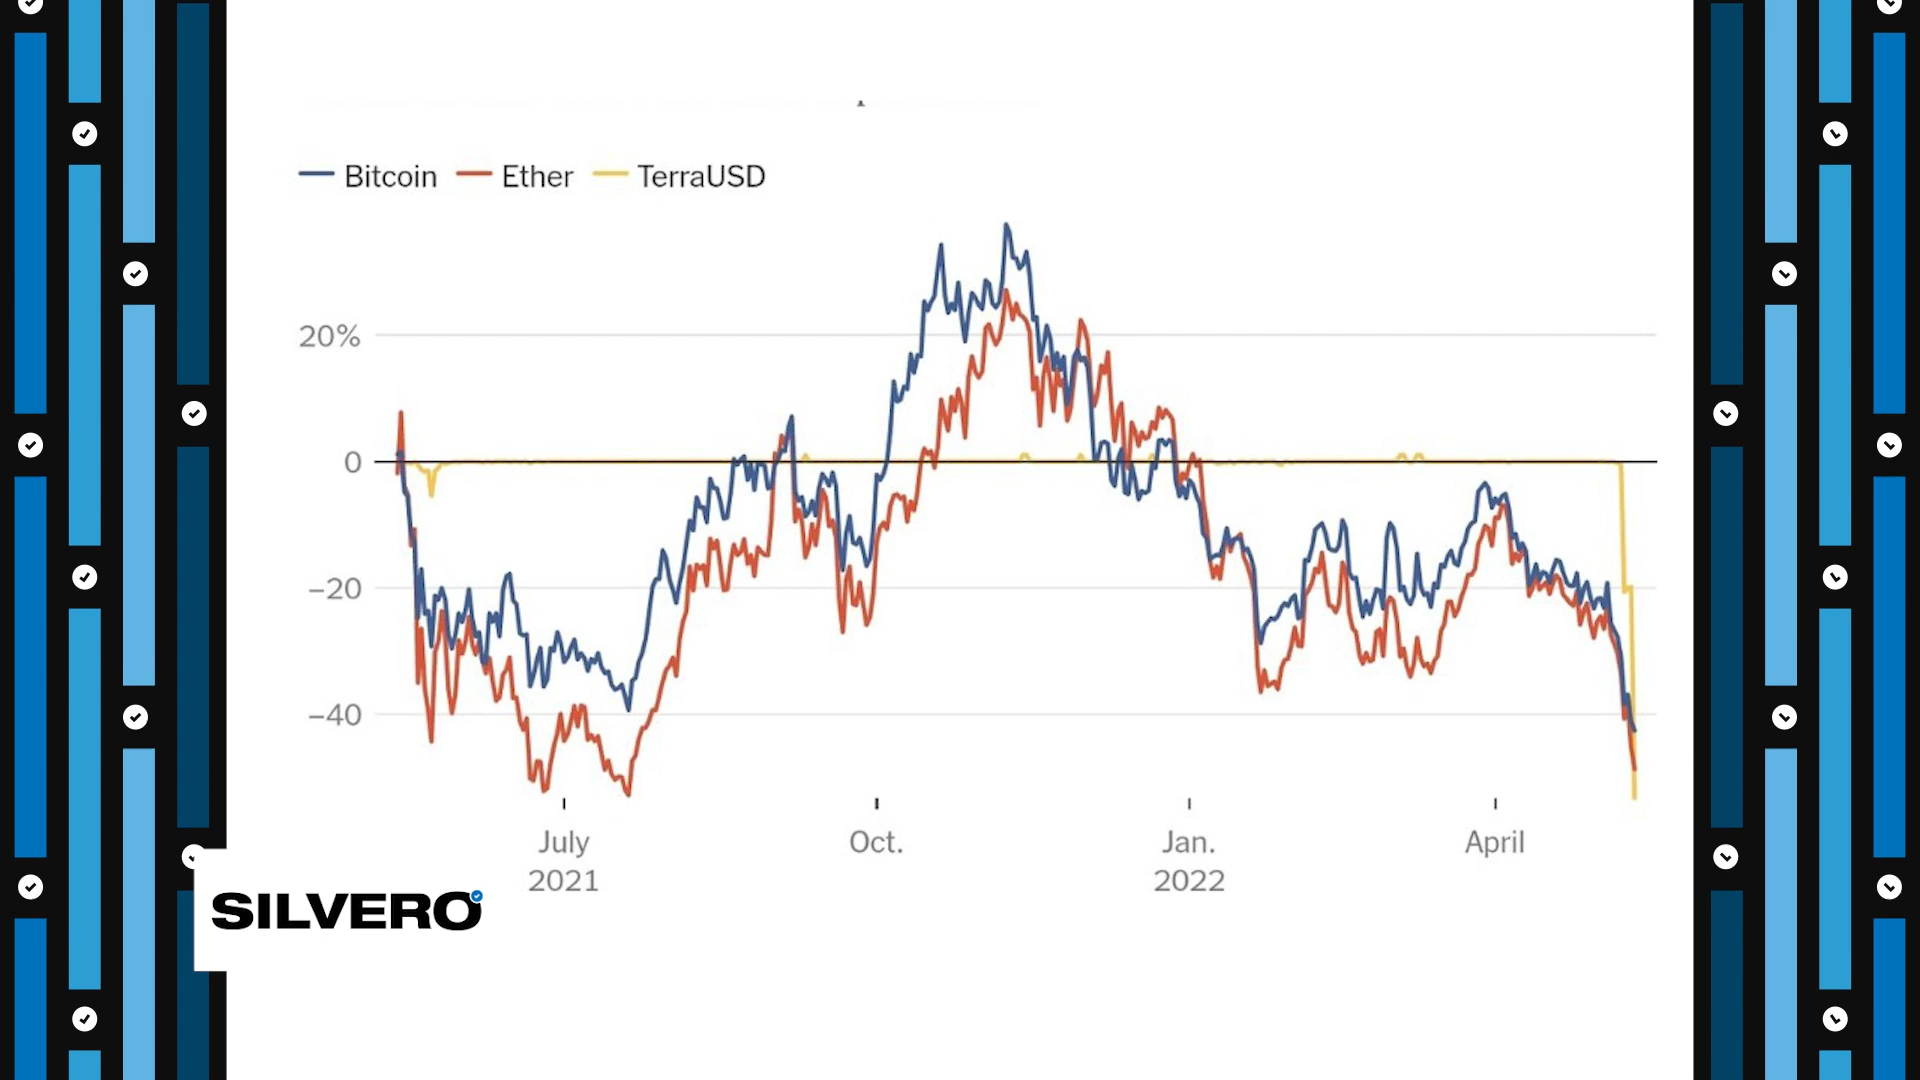 Bitcoin Ether TerraUSD
20%
0
−20
−40
July Oct. Jan. April
2021 2022
SILVERO